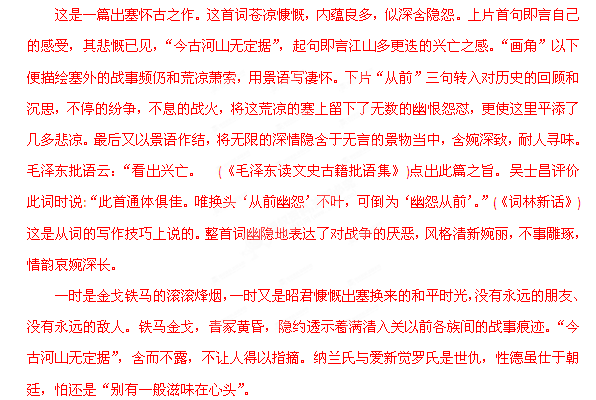 这是一篇出塞怀古之作。这首词苍凉慷慨，内蕴良多，似深含隐怨。上片首句即言自己
的感受，其悲慨已见，“今古河山无定据”，起句即言江山多更迭的兴亡之感。“画角”以下
便描绘塞外的战事频仍和荒凉萧索，用景语写凄怀。下片“从前”三句转入对历史的回顾和
沉思，不停的纷争，不息的战火，将这荒凉的塞上留下了无数的幽恨怨怼，更使这里平添了
几多悲凉。最后又以景语作结，将无限的深情隐含于无言的景物当中，含婉深致，耐人寻味。
毛泽东批语云：“看出兴亡。 (《毛泽东读文史古籍批语集》)点出此篇之旨。吴士昌评价
此词时说:“此首通体俱佳。唯换头‘从前幽怨’不叶，可倒为‘幽怨从前’。”(《词林新话》)
这是从词的写作技巧上说的。整首词幽隐地表达了对战争的厌恶，风格清新婉丽，不事雕琢，
情韵哀婉深长。
一时是金戈铁马的滚滚烽烟，一时又是昭君慷慨出塞换来的和平时光，没有永远的朋友、
没有永远的敌人。铁马金戈，青冢黄昏，隐约透示着满清入关以前各族间的战事痕迹。“今
古河山无定据”，含而不露，不让人得以指摘。纳兰氏与爱新觉罗氏是世仇，性德虽仕于朝
廷，怕还是“别有一般滋味在心头”。